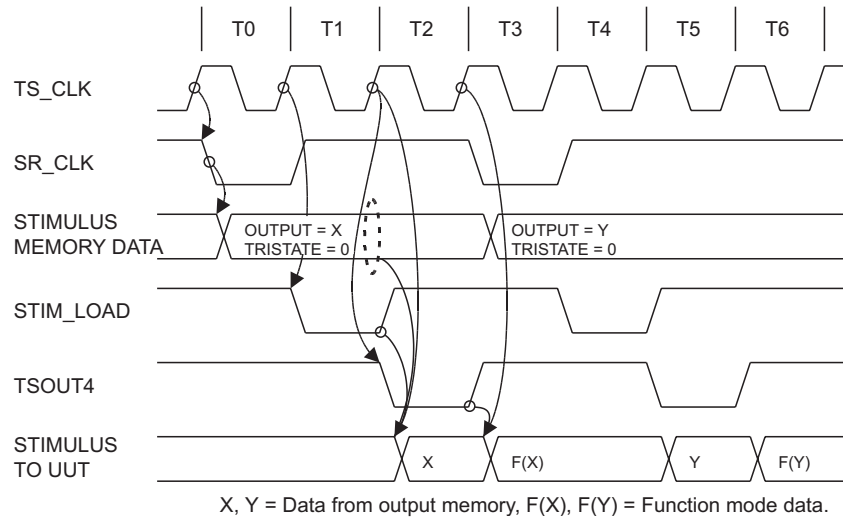 T0 T1 T2 T3 T4 T5 T6
TS_CLK
SR_CLK
STIMULUS
MEMORY DATA
OUTPUT = X
TRISTATE = 0
OUTPUT = Y
TRISTATE = 0
STIM_LOAD
TSOUT4
STIMULUS
TO UUT
X F(X) Y F(Y)
X, Y = Data from output memory, F(X), F(Y) = Function mode data.